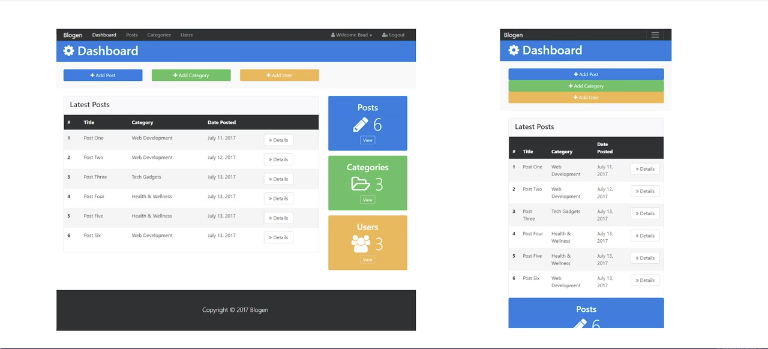 Blogen Dashboard Posts Categories Users Welcome Brad Logout
Dashboard
+ Add Post + Add Category + Add User
Latest Posts
# Title Category Date Posted
1 Post One Web Development July 11, 2017 Details
2 Post Two Web Development July 12, 2017 Details
3 Post Three Tech Gadgets July 13, 2017 Details
4 Post Four Health & Wellness July 13, 2017 Details
5 Post Five Health & Wellness July 13, 2017 Details
6 Post Six Web Development July 13, 2017 Details
Posts
6
View
Categories
3
View
Users
3
View
Copyright © 2017 Blogen
Blogen
Dashboard
+ Add Post
+ Add Category
+ Add User
Latest Posts
# Title Category Date
Posted
1 Post One Web July 11,
Development 2017 Details
2 Post Two Web July 12,
Development 2017 Details
3 Post Tech Gadgets July 13,
Three 2017 Details
4 Post Four Health & July 13,
Wellness 2017 Details
5 Post Five Health & July 13,
Wellness 2017 Details
6 Post Six Web July 13,
Development 2017 Details
Posts
6